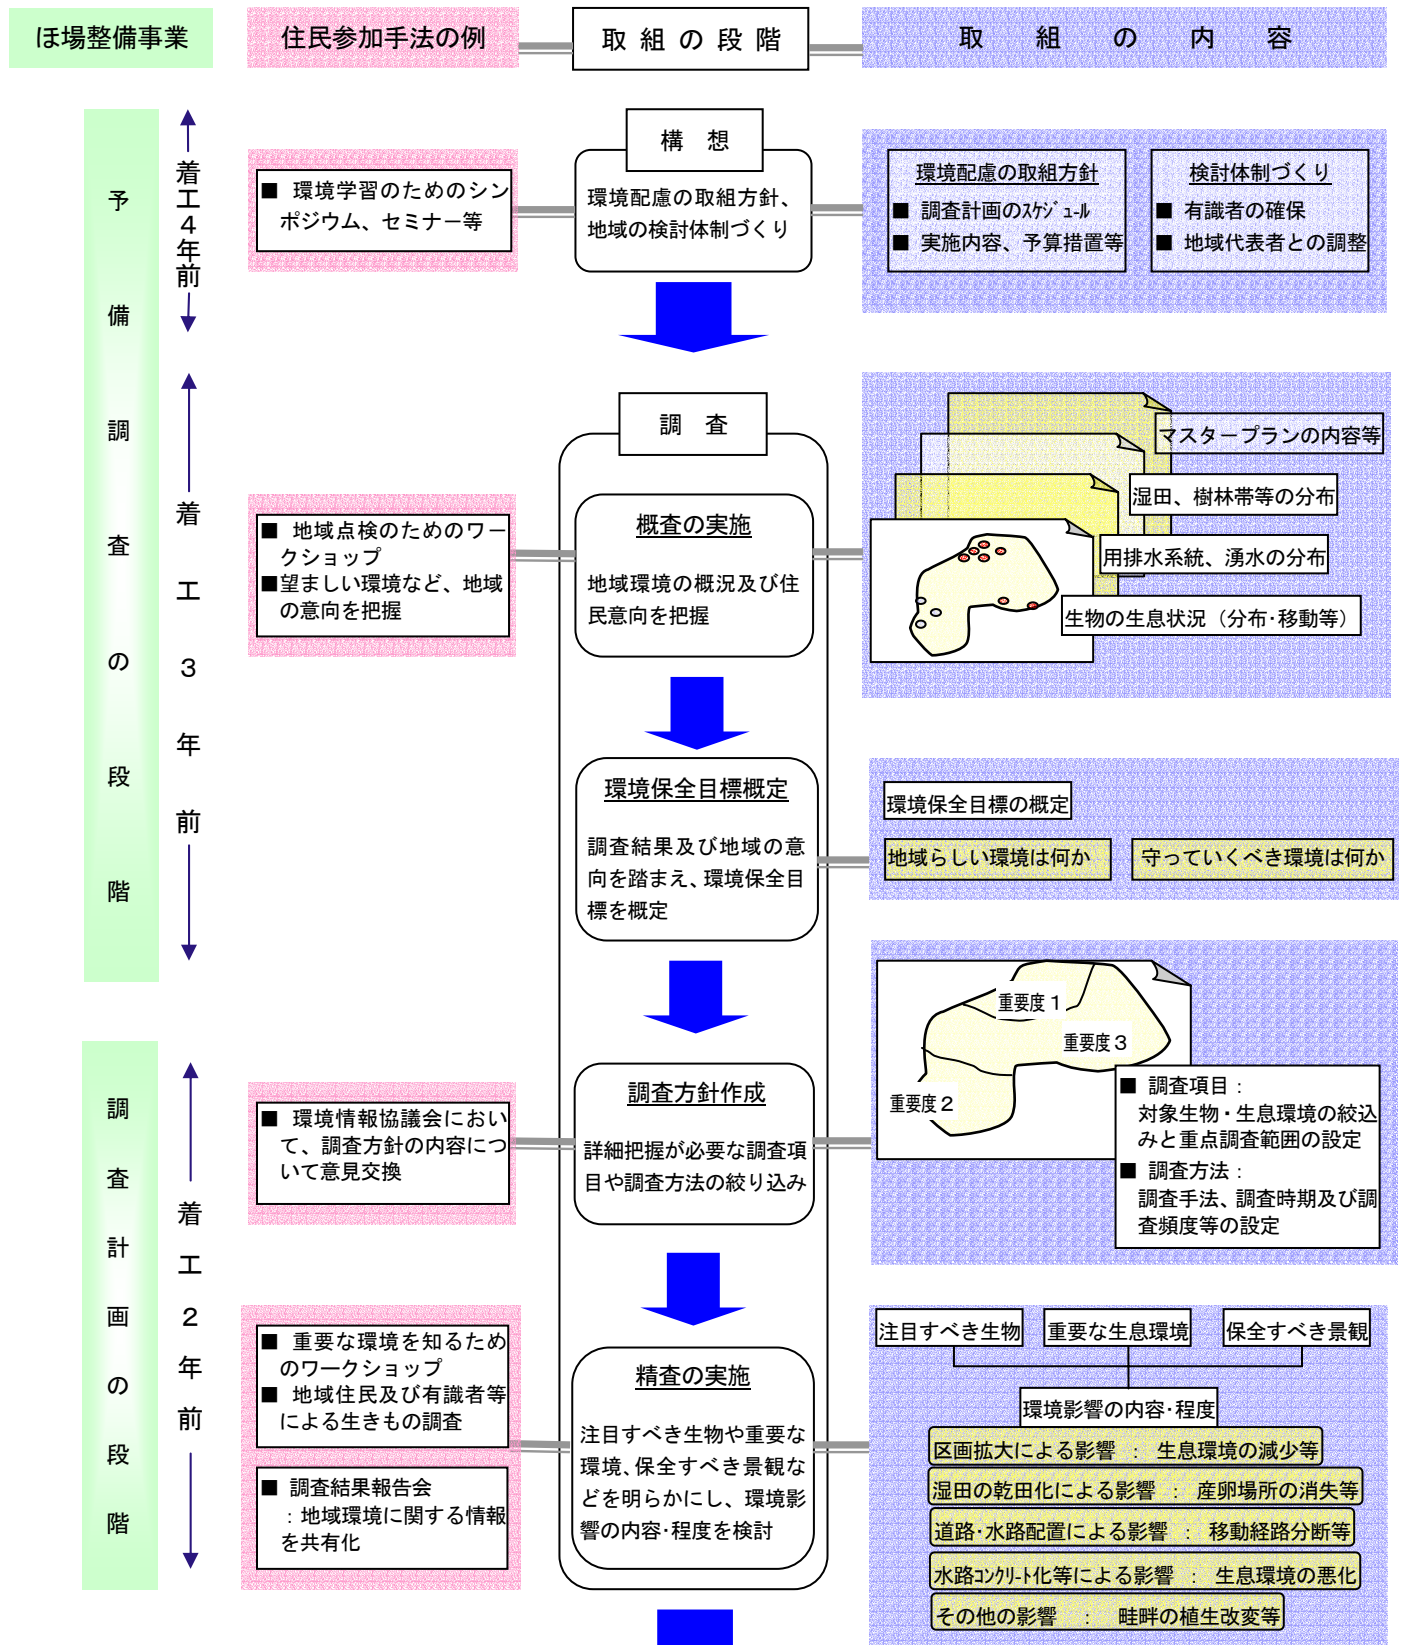 ほ場整備事業
住民参加手法の例
取組の段階
取組の内容
予備調査の段階
着工4年前
構想
環境配慮の取組方針、
地域の検討体制づくり
■ 環境学習のためのシン
ポジウム、セミナー等
環境配慮の取組方針
■ 調査計画のｽｹｼﾞｭｰﾙ
■ 実施内容、予算措置等
検討体制づくり
■ 有識者の確保
■ 地域代表者との調整
着工3年前
調査
概査の実施
地域環境の概況及び住
民意向を把握
■ 地域点検のためのワー
クショップ
■望ましい環境など、地域
の意向を把握
マスタープランの内容等
湿田、樹林帯等の分布
用排水系統、湧水の分布
生物の生息状況（分布･移動等）
環境保全目標概定
調査結果及び地域の意
向を踏まえ、環境保全目
標を概定
環境保全目標の概定
地域らしい環境は何か
守っていくべき環境は何か
調査計画の段階
着工2年前
調査方針作成
詳細把握が必要な調査項
目や調査方法の絞り込み
■ 環境情報協議会におい
て、調査方針の内容につ
いて意見交換
重要度1
重要度3
重要度2
■ 調査項目：
対象生物・生息環境の絞込
みと重点調査範囲の設定
■ 調査方法：
調査手法、調査時期及び調
査頻度等の設定
精査の実施
注目すべき生物や重要な
環境、保全すべき景観な
どを明らかにし、環境影
響の内容･程度を検討
■ 重要な環境を知るため
のワークショップ
■ 地域住民及び有識者等
による生きもの調査
■ 調査結果報告会
：地域環境に関する情報
を共有化
注目すべき生物
重要な生息環境
保全すべき景観
環境影響の内容･程度
区画拡大による影響 ： 生息環境の減少等
湿田の乾田化による影響 ： 産卵場所の消失等
道路･水路配置による影響 ： 移動経路分断等
水路ｺﾝｸﾘｰﾄ化等による影響 ： 生息環境の悪化
その他の影響 ： 畦畔の植生改変等